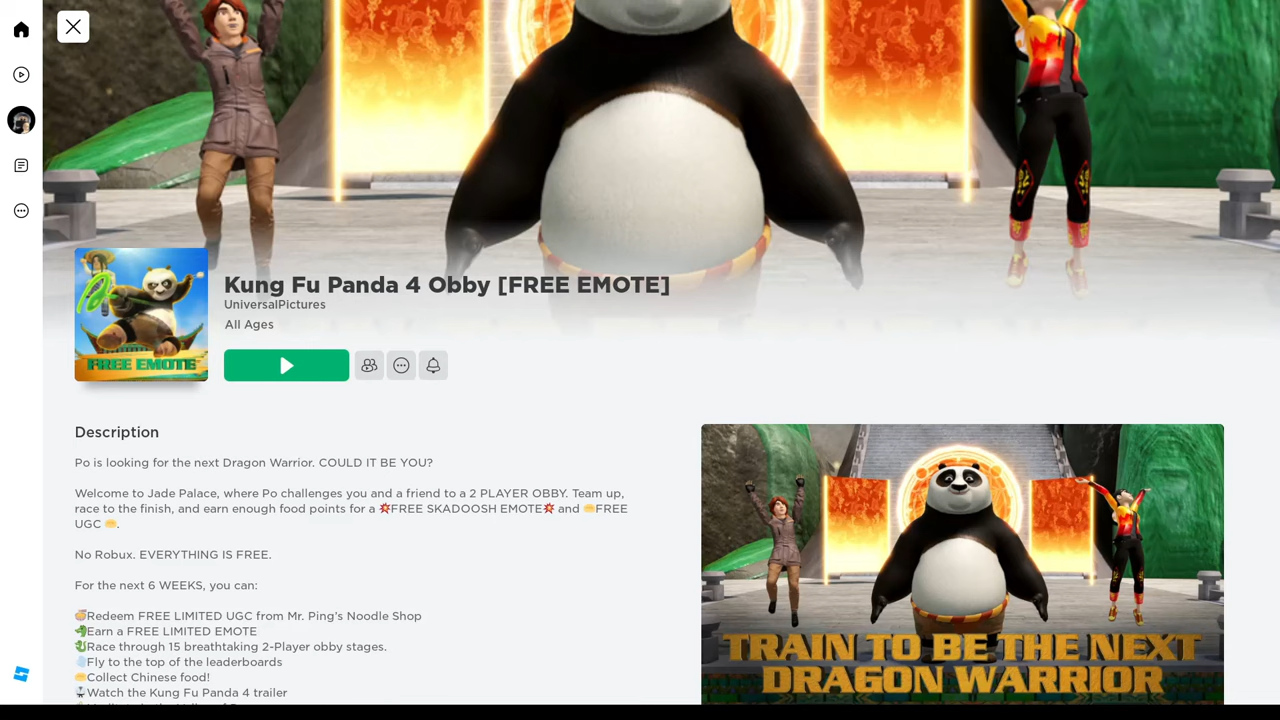 Kung Fu Panda 4 Obby [FREE EMOTE]
UniversalPictures
All Ages
FREE EMOTE
Description
Po is looking for the next Dragon Warrior. COULD IT BE YOU?
Welcome to Jade Palace, where Po challenges you and a friend to a 2 PLAYER OBBY. Team up,
race to the finish, and earn enough food points for a 💥FREE SKADOOSH EMOTE💥 and 🥟FREE
UGC 🥟.
No Robux. EVERYTHING IS FREE.
For the next 6 WEEKS, you can:
🍜Redeem FREE LIMITED UGC from Mr. Ping's Noodle Shop
🐲Earn a FREE LIMITED EMOTE
🐉Race through 15 breathtaking 2-Player obby stages.
💨Fly to the top of the leaderboards
🥟Collect Chinese food!
🥋Watch the Kung Fu Panda 4 trailer
TRAIN TO BE THE NEXT
DRAGON WARRIOR